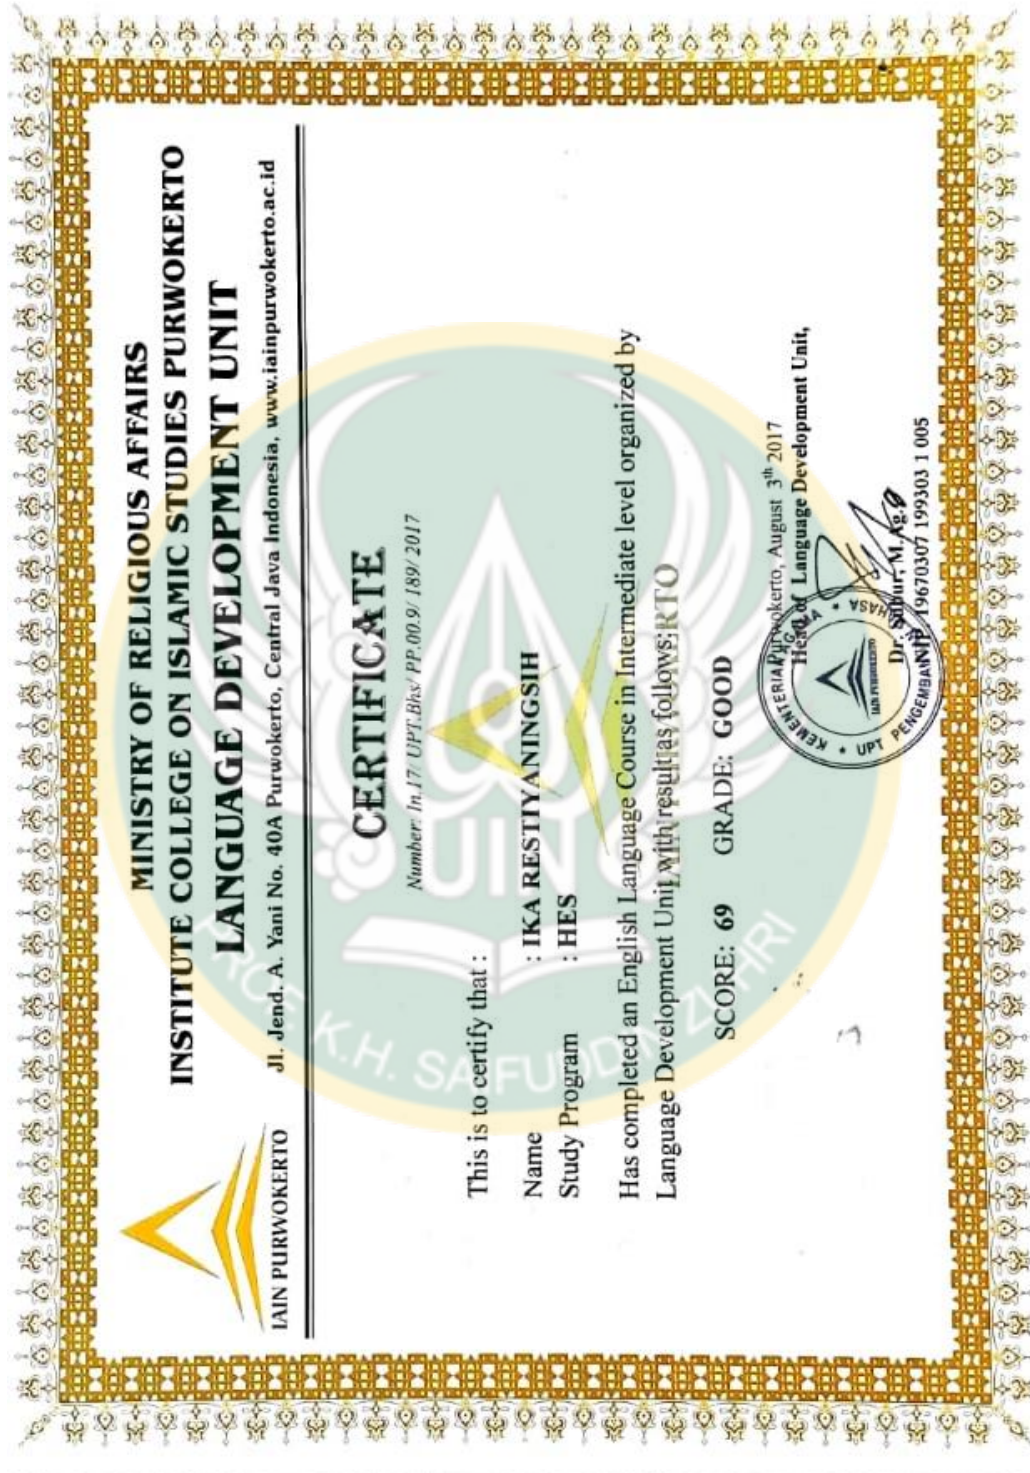 MINISTRY OF RELIGIOUS AFFAIRS
INSTITUTE COLLEGE ON ISLAMIC STUDIES PURWOKERTO
LANGUAGE DEVELOPMENT UNIT
Jl. Jend. A. Yani No. 40A Purwokerto, Central Java Indonesia, www.iainpurwokerto.ac.id
IAIN PURWOKERTO
CERTIFICATE
Number: In.17/ UPT.Bhs/ PP.00.9/ 189/ 2017
This is to certify that :
Name : IKA RESTIYANINGSIH
Study Program : HES
Has completed an English Language Course in Intermediate level organized by
Language Development Unit with result as follows:
IAIN PURWOKERTO
SCORE: 69 GRADE: GOOD
Purwokerto, August 3th 2017
Head of Language Development Unit,
KEMENTERIAN AGAMA
IAIN PURWOKERTO
UPT PENGEMBANGAN BAHASA
Dr. M. Ag.
NIP. 19670307 199303 1 005
UIN
PROF. K.H. SAIFUDDIN ZUHRI